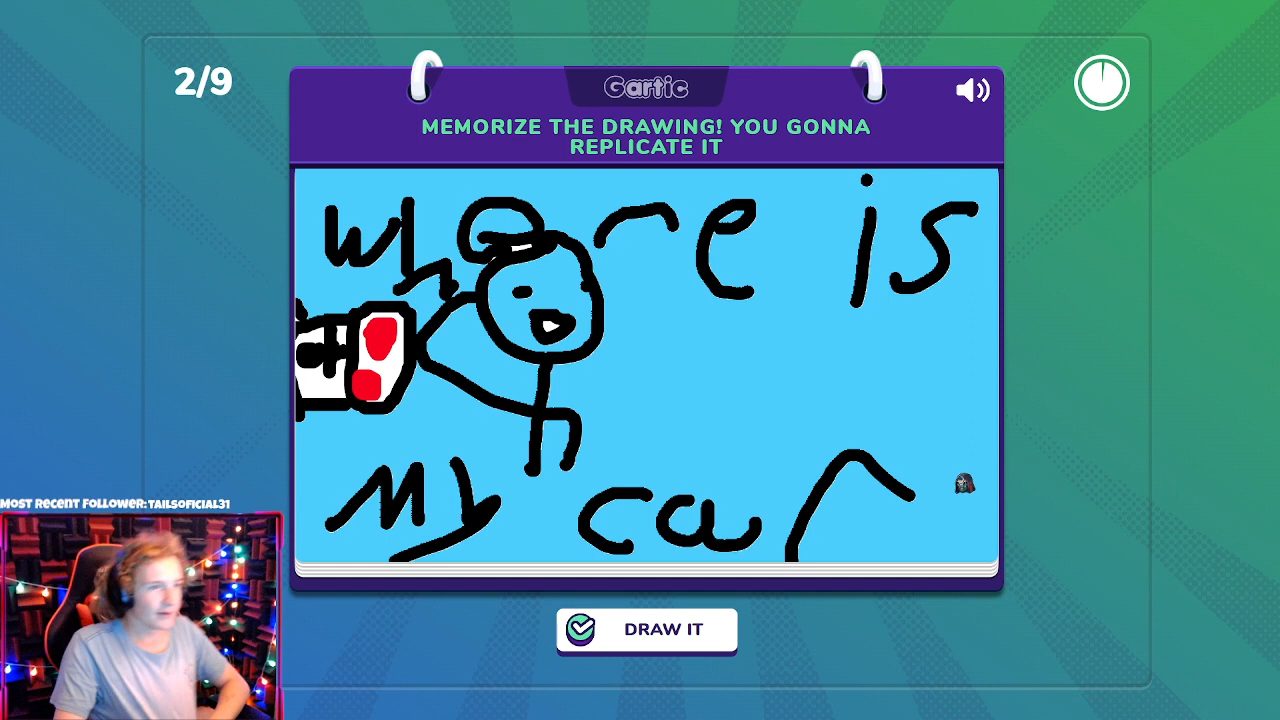 2/9
Gartic
MEMORIZE THE DRAWING! YOU GONNA
REPLICATE IT
where is
My car
MOST RECENT FOLLOWER: TAILSOFICIAL31
DRAW IT